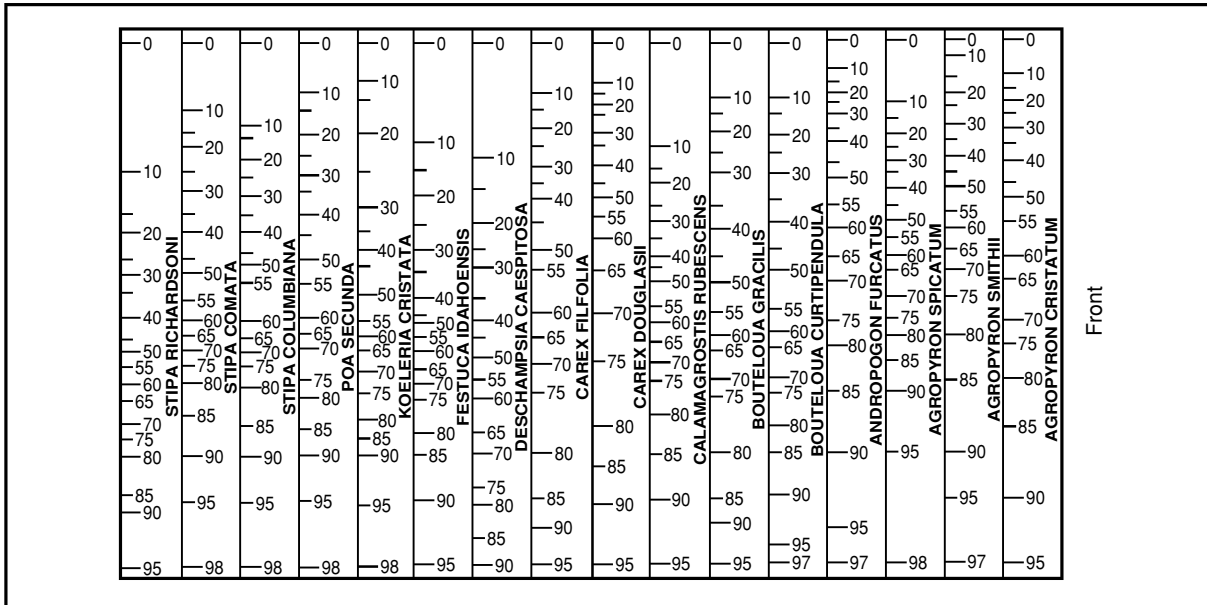 0 10 20 30 40 50 55 60 65 70 75 80 85 90 95
STIPA RICHARDSONI
0 10 20 30 40 50 55 60 65 70 75 80 85 90 95 98
STIPA COMATA
0 10 20 30 40 50 55 60 65 70 75 80 85 90 95 98
STIPA COLUMBIANA
0 10 20 30 40 50 55 60 65 70 75 80 85 90 95 98
POA SECUNDA
0 10 20 30 40 50 55 60 65 70 75 80 85 90 95 98
KOELERIA CRISTATA
0 10 20 30 40 50 55 60 65 70 75 80 85 90 95
FESTUCA IDAHOENSIS
0 10 20 30 40 50 55 60 65 70 75 80 85 90
DESCHAMPSIA CAESPITOSA
0 10 20 30 40 50 55 60 65 70 75 80 85 90 95
CAREX FILFOLIA
0 10 20 30 40 50 55 60 65 70 75 80 85 90 95
CAREX DOUGLASII
0 10 20 30 40 50 55 60 65 70 75 80 85 90 95
CALAMAGROSTIS RUBESCENS
0 10 20 30 40 50 55 60 65 70 75 80 85 90 95
BOUTELOUA GRACILIS
0 10 20 30 40 50 55 60 65 70 75 80 85 90 95 97
BOUTELOUA CURTIPENDULA
0 10 20 30 40 50 55 60 65 70 75 80 85 90 95 97
ANDROPOGON FURCATUS
0 10 20 30 40 50 55 60 65 70 75 80 85 90 95 98
AGROPYRON SPICATUM
0 10 20 30 40 50 55 60 65 70 75 80 85 90 95 97
AGROPYRON SMITHII
0 10 20 30 40 50 55 60 65 70 75 80 85 90 95
AGROPYRON CRISTATUM
Front